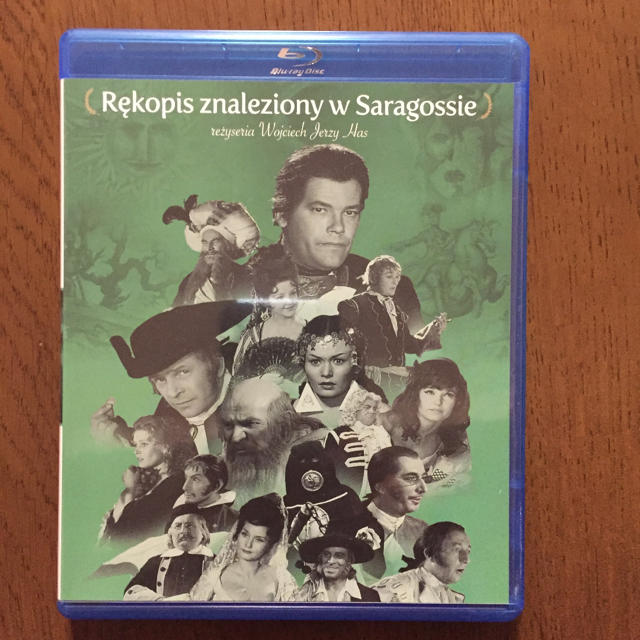 Blu-ray Disc
Rękopis znaleziony w Saragossie
reżyseria Wojciech Jerzy Has